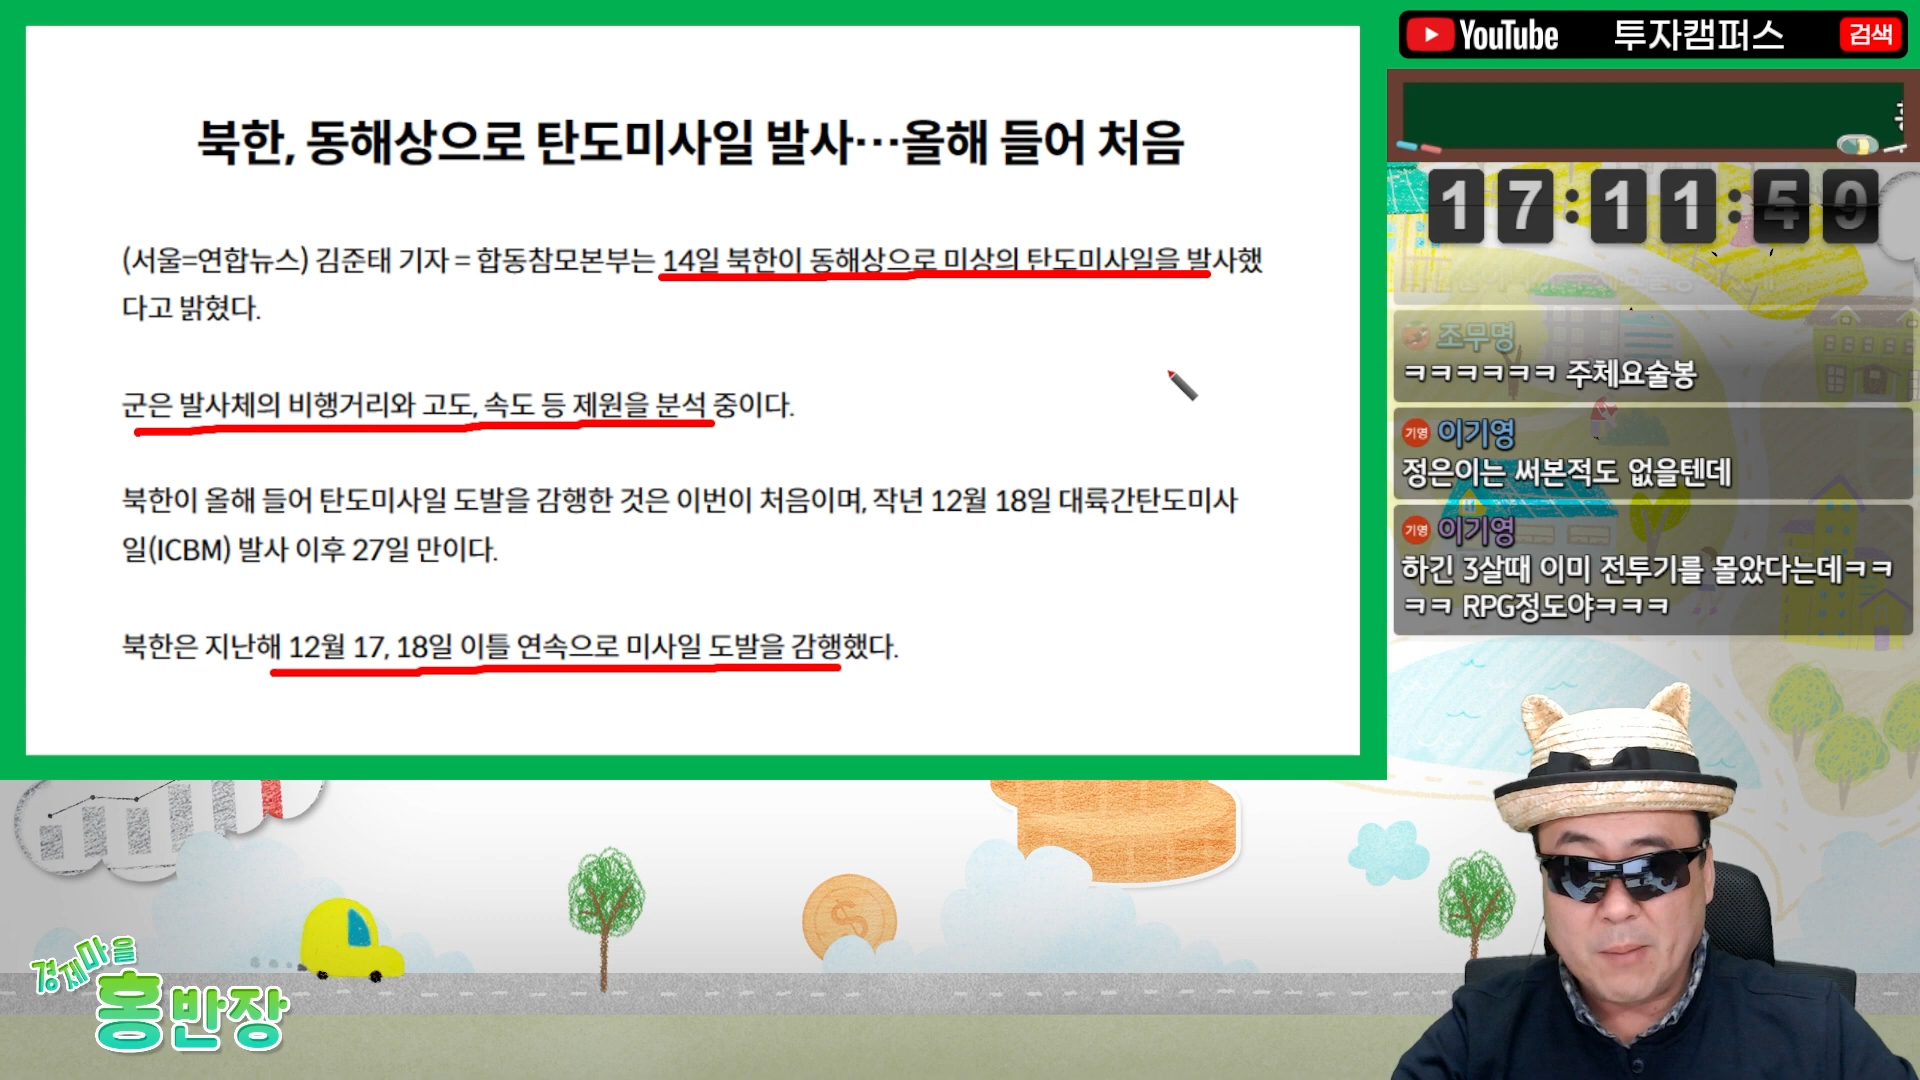 북한, 동해상으로 탄도미사일 발사…올해 들어 처음
(서울=연합뉴스) 김준태 기자 = 합동참모본부는 14일 북한이 동해상으로 미상의 탄도미사일을 발사했
다고 밝혔다.
군은 발사체의 비행거리와 고도, 속도 등 제원을 분석 중이다.
북한이 올해 들어 탄도미사일 도발을 감행한 것은 이번이 처음이며, 작년 12월 18일 대륙간탄도미사
일(ICBM) 발사 이후 27일 만이다.
북한은 지난해 12월 17, 18일 이틀 연속으로 미사일 도발을 감행했다.
YouTube 투자캠퍼스 검색
17:11:
조무명
ㅋㅋㅋㅋㅋㅋ 주체요술봉
기영 이기영
정은이는 써본적도 없을텐데
기영 이기영
하긴 3살때 이미 전투기를 몰았다는데ㅋㅋ
ㅋㅋ RPG정도야ㅋㅋㅋ
경제마을
홍반장